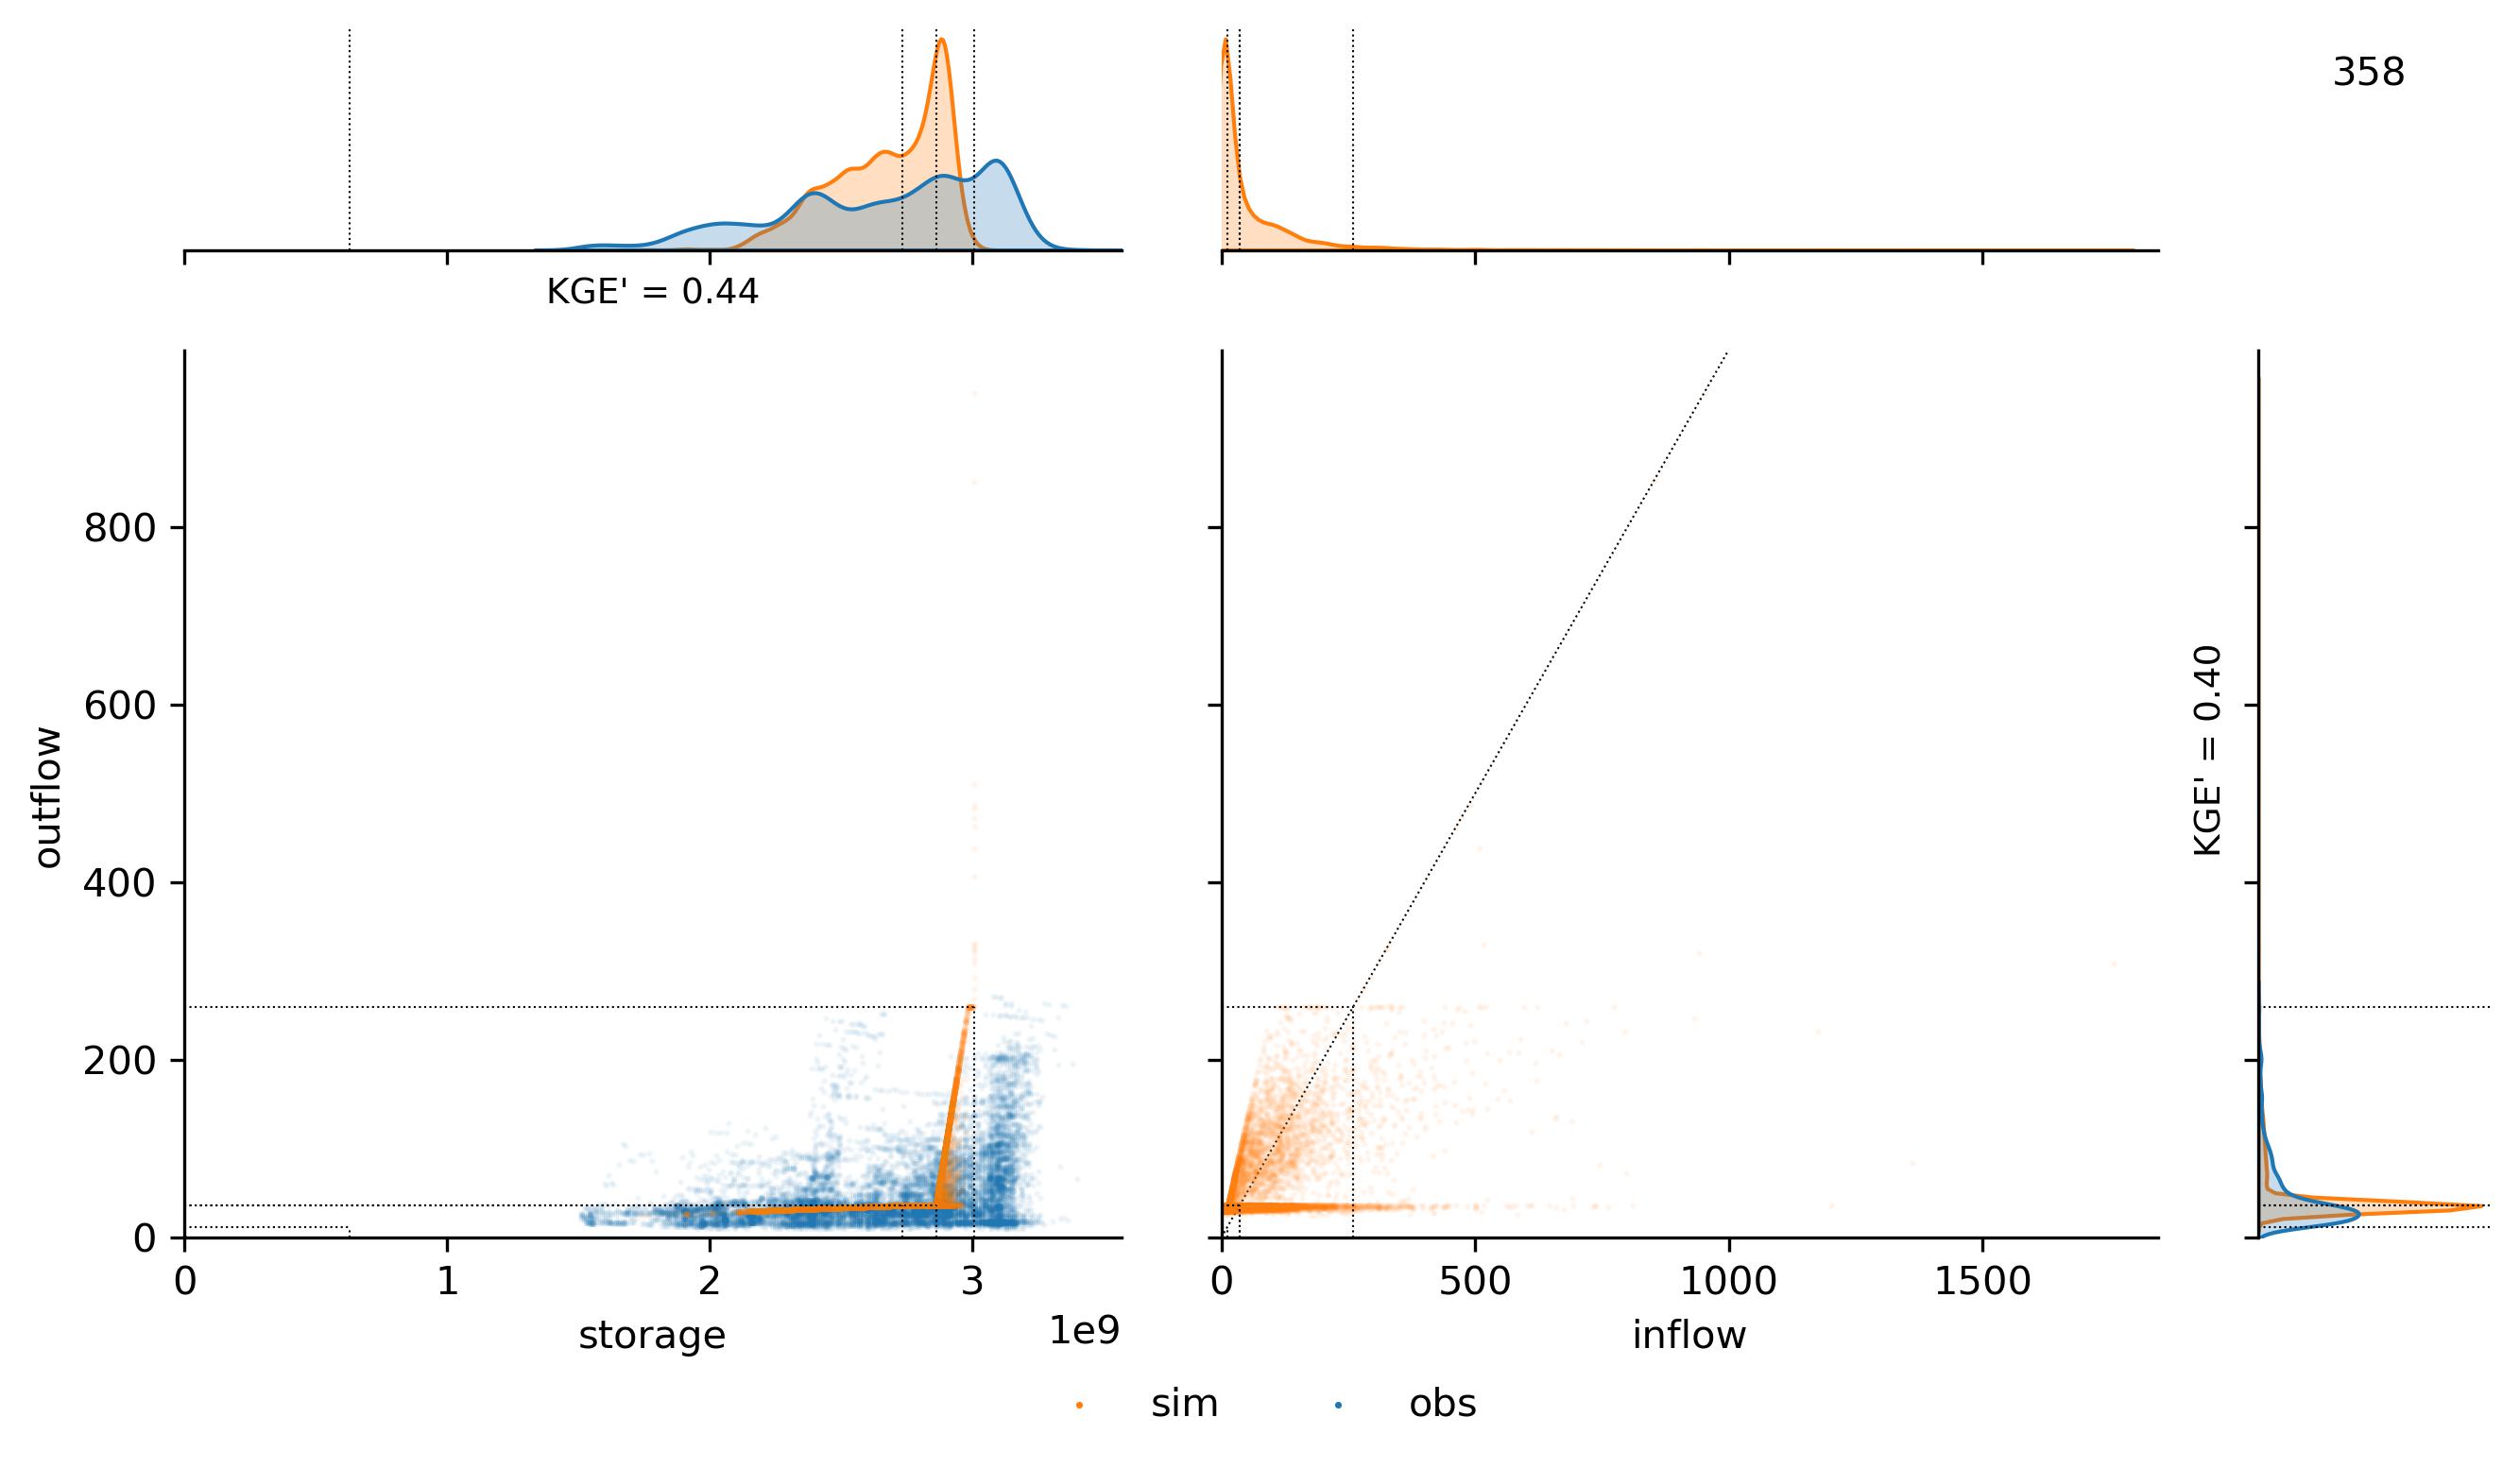 358
KGE' = 0.44
outflow
800
600
400
200
0
KGE' = 0.40
0 1 2 3
0 500 1000 1500
storage
1e9
inflow
sim obs